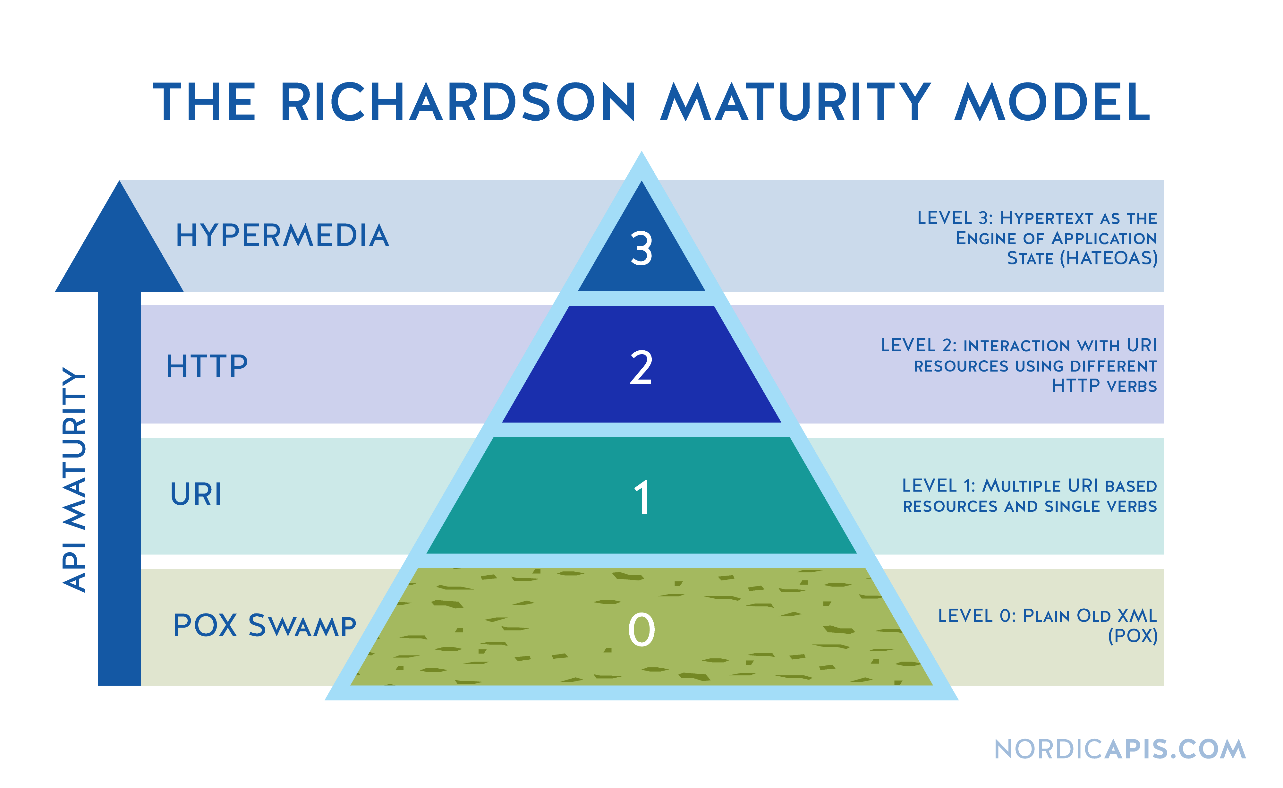 THE RICHARDSON MATURITY MODEL
HYPERMEDIA
3
LEVEL 3: HYPERTEXT AS THE
ENGINE OF APPLICATION
STATE (HATEOAS)
HTTP
2
LEVEL 2: INTERACTION WITH URI
RESOURCES USING DIFFERENT
HTTP VERBS
API MATURITY
URI
1
LEVEL 1: MULTIPLE URI BASED
RESOURCES AND SINGLE VERBS
POX SWAMP
0
LEVEL 0: PLAIN OLD XML
(POX)
NORDICAPIS.COM